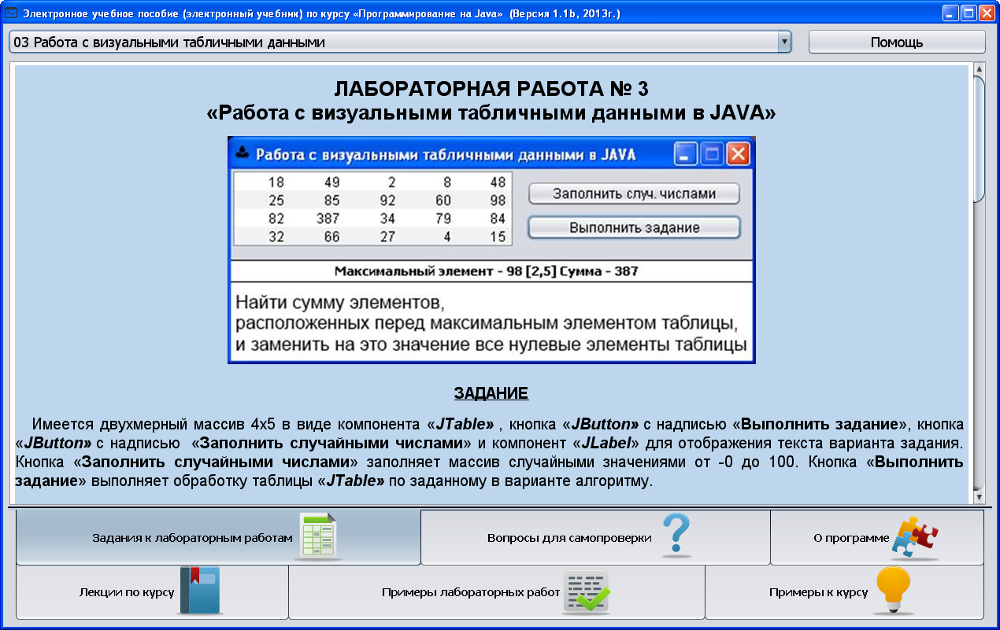 Электронное учебное пособие (электронный учебник) по курсу «Программирование на Java» (Версия 1.1b, 2013г.)
03 Работа с визуальными табличными данными
Помощь
ЛАБОРАТОРНАЯ РАБОТА № 3
«Работа с визуальными табличными данными в JAVA»
Работа с визуальными табличными данными в JAVA
18 49 2 8 48
25 85 92 60 98
82 387 34 79 84
32 66 27 4 15
Заполнить случ. числами
Выполнить задание
Максимальный элемент - 98 [2,5] Сумма - 387
Найти сумму элементов,
расположенных перед максимальным элементом таблицы,
и заменить на это значение все нулевые элементы таблицы
ЗАДАНИЕ
Имеется двухмерный массив 4х5 в виде компонента «JTable» , кнопка «JButton» с надписью «Выполнить задание», кнопка
«JButton» с надписью «Заполнить случайными числами» и компонент «JLabel» для отображения текста варианта задания.
Кнопка «Заполнить случайными числами» заполняет массив случайными значениями от -0 до 100. Кнопка «Выполнить
задание» выполняет обработку таблицы «JTable» по заданному в варианте алгоритму.
Задания к лабораторным работам
Вопросы для самопроверки
О программе
Лекции по курсу
Примеры лабораторных работ
Примеры к курсу